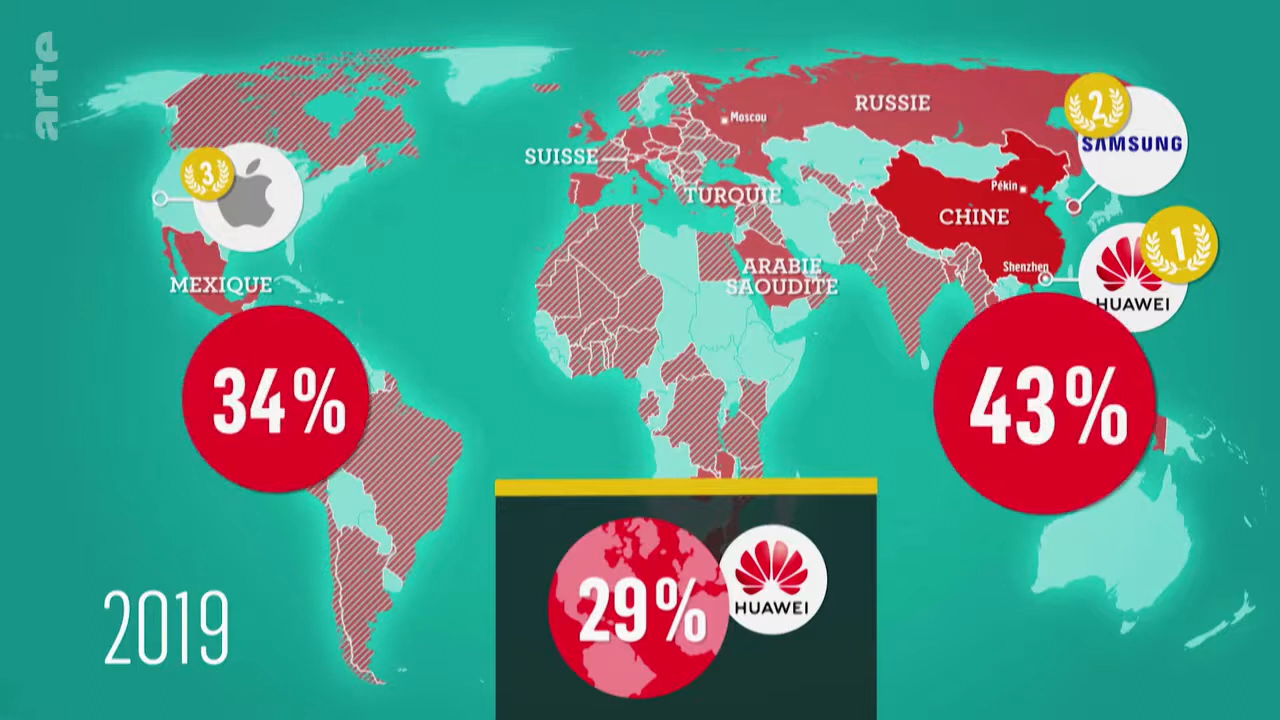 arte
RUSSIE
2
SAMSUNG
Moscou
SUISSE
3
TURQUIE
Pékin
CHINE
1
ARABIE
SAOUDITE
Shenzhen
HUAWEI
MEXIQUE
34%
43%
29%
HUAWEI
2019